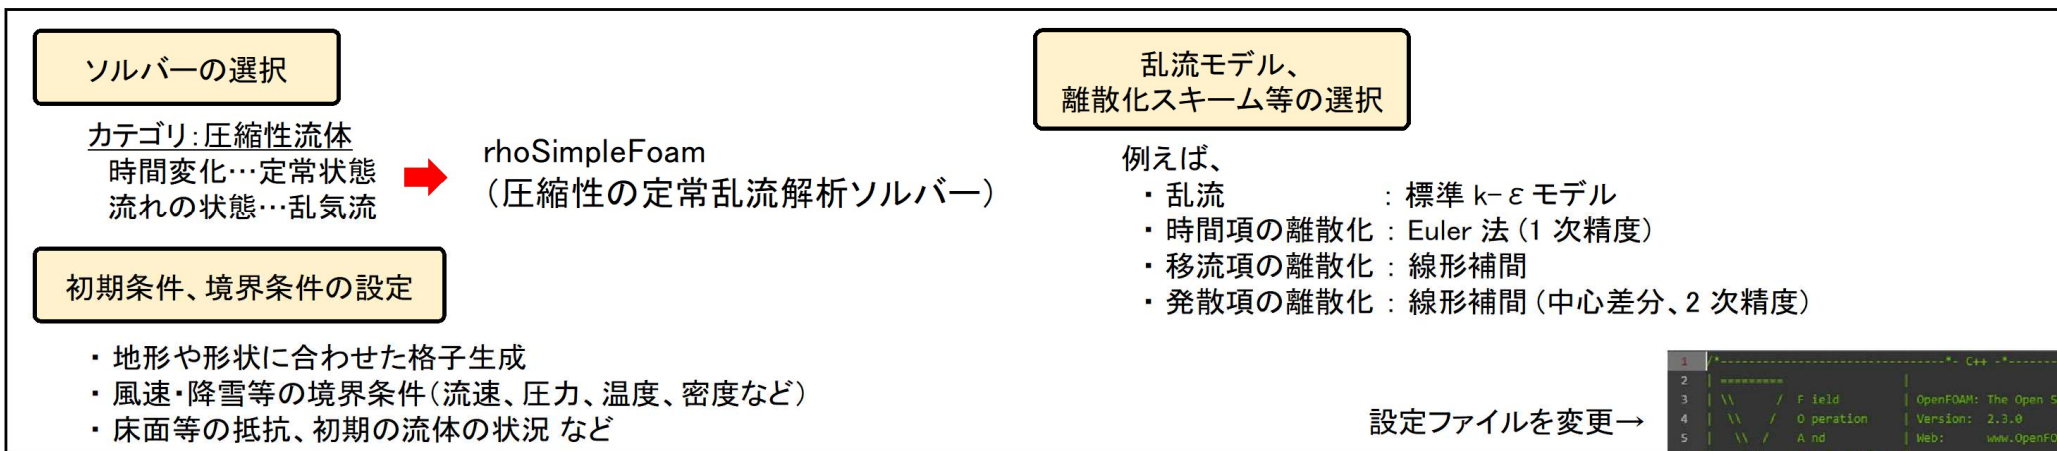 ソルバーの選択
カテゴリ：圧縮性流体
時間変化…定常状態
流れの状態…乱気流
rhoSimpleFoam
（圧縮性の定常乱流解析ソルバー）
初期条件、境界条件の設定
・ 地形や形状に合わせた格子生成
・ 風速・降雪等の境界条件（流速、圧力、温度、密度など）
・ 床面等の抵抗、初期の流体の状況 など
乱流モデル、
離散化スキーム等の選択
例えば、
・ 乱流 ： 標準 k-ε モデル
・ 時間項の離散化 ： Euler 法（1 次精度）
・ 移流項の離散化 ： 線形補間
・ 発散項の離散化 ： 線形補間（中心差分、2 次精度）
設定ファイルを変更→
1 /*---------------------------------*- C++ -*-------
2 | ========= |
3 | \\ / F ield | OpenFOAM: The Open S
4 | \\ / O peration | Version: 2.3.0
5 | \\ / A nd | Web: www.OpenFO